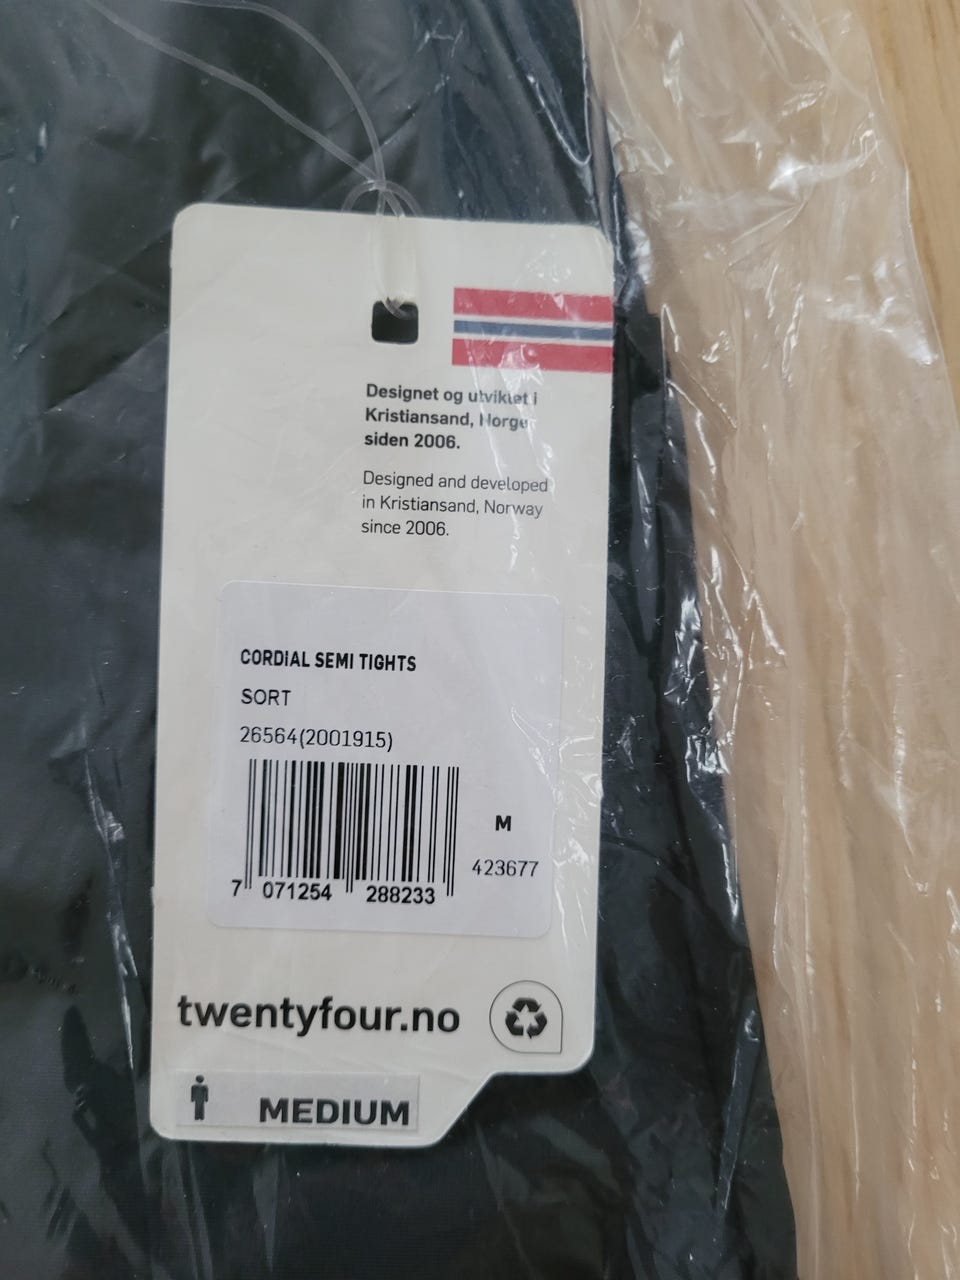 Designet og utviklet i
Kristiansand, Norge
siden 2006.
Designed and developed
in Kristiansand, Norway
since 2006.
CORDIAL SEMI TIGHTS
SORT
26564(2001915)
M
423677
7 071254 288233
twentyfour.no
MEDIUM